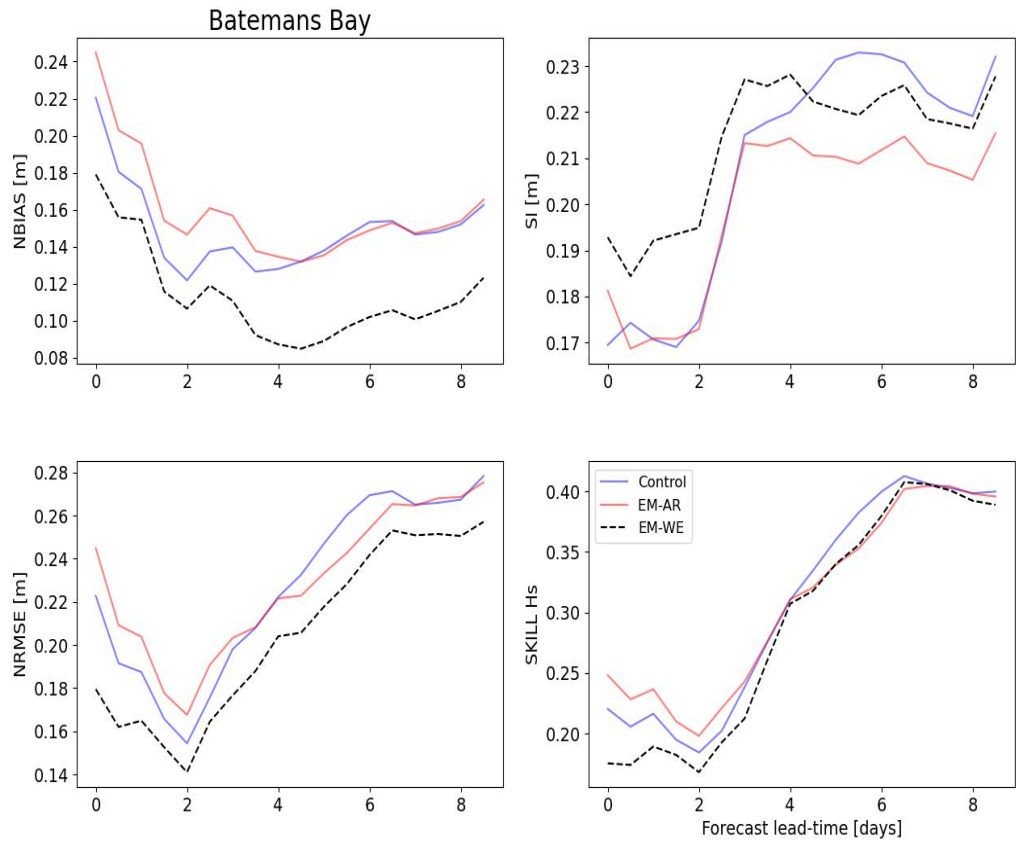 Batemans Bay
NBIAS [m]
0.24
0.22
0.20
0.18
0.16
0.14
0.12
0.10
0.08
0 2 4 6 8
SI [m]
0.23
0.22
0.21
0.20
0.19
0.18
0.17
0 2 4 6 8
NRMSE [m]
0.28
0.26
0.24
0.22
0.20
0.18
0.16
0.14
0 2 4 6 8
SKILL Hs
0.40
0.35
0.30
0.25
0.20
Control
EM-AR
EM-WE
0 2 4 6 8
Forecast lead-time [days]